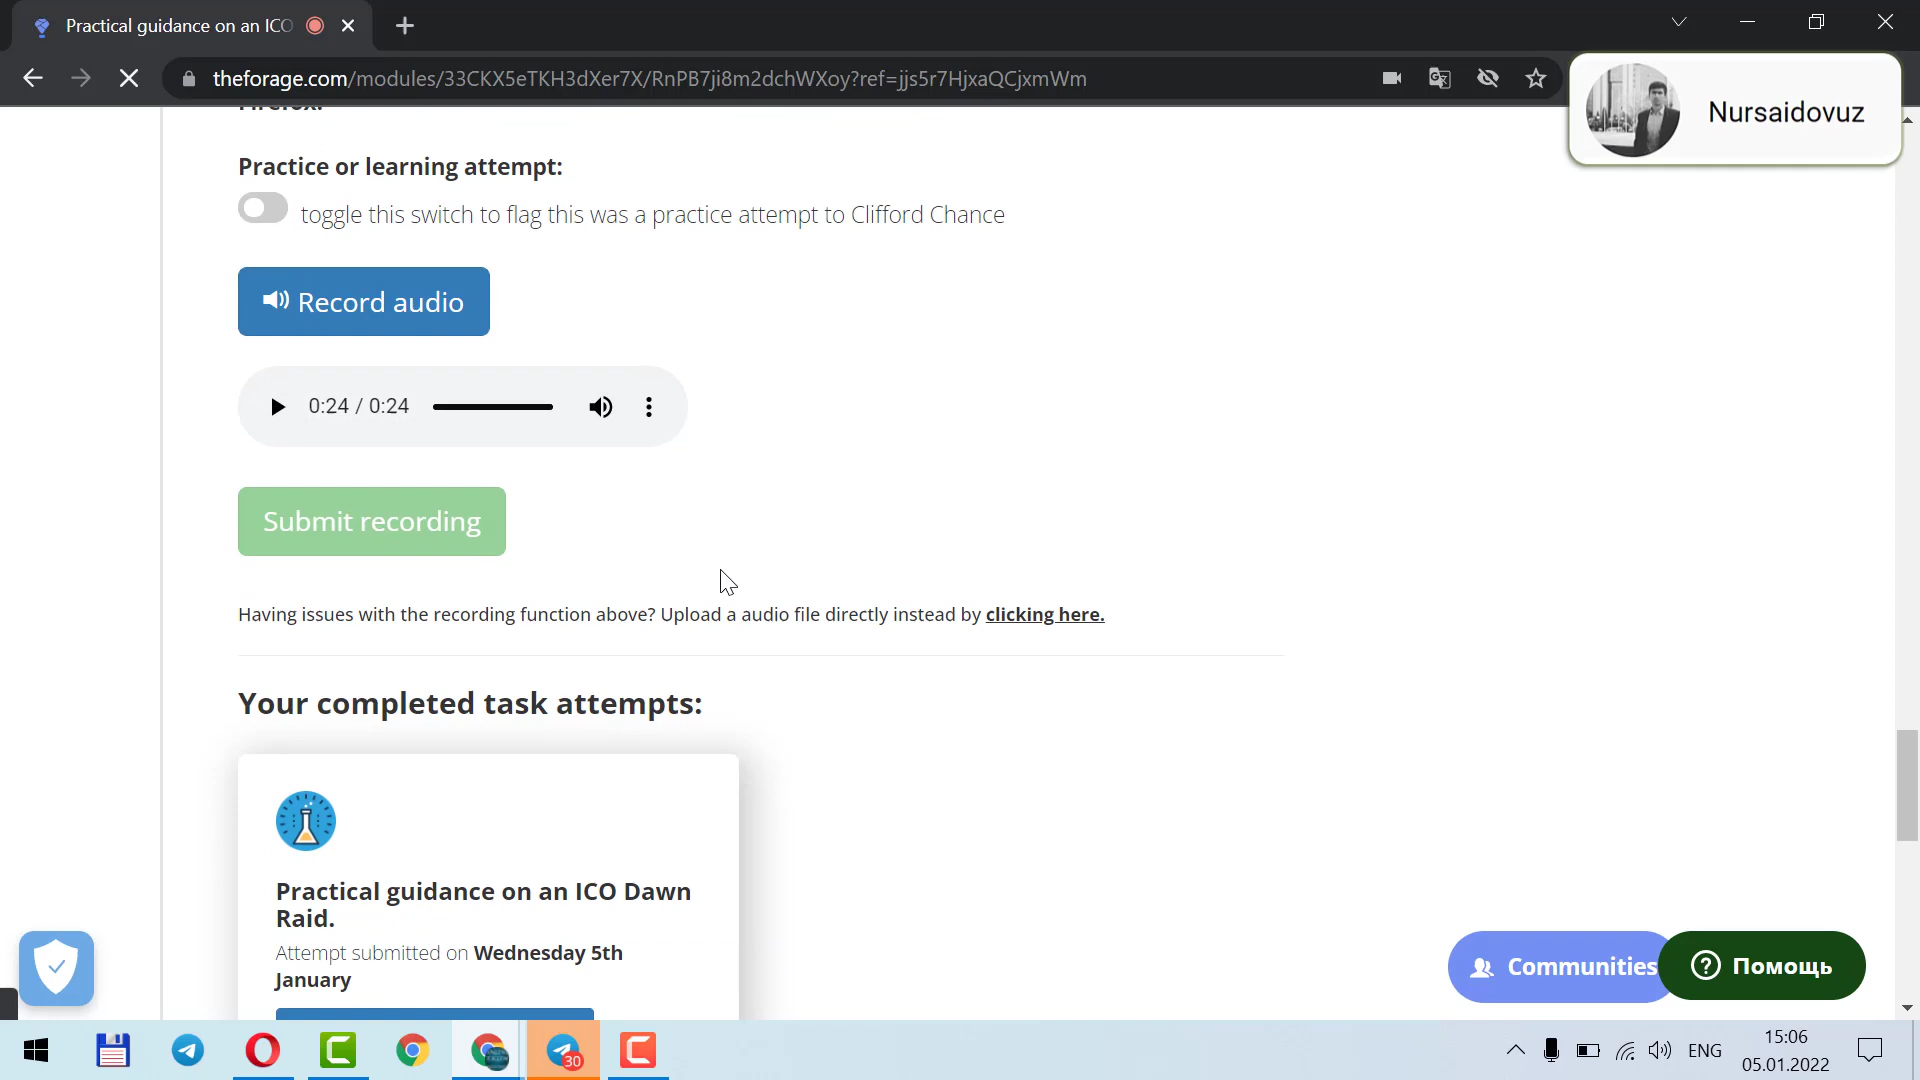 Practical guidance on an ICO
theforage.com/modules/33CKX5eTKH3dXer7X/RnPB7ji8m2dchWXoy?ref=jjs5r7HjxaQCjxmWm
Nursaidovuz
Firefox.
Practice or learning attempt:
toggle this switch to flag this was a practice attempt to Clifford Chance
Record audio
0:24 / 0:24
Submit recording
Having issues with the recording function above? Upload a audio file directly instead by clicking here.
Your completed task attempts:
Practical guidance on an ICO Dawn
Raid.
Attempt submitted on Wednesday 5th
January
Communities
Помощь
30
ENG
15:06
05.01.2022